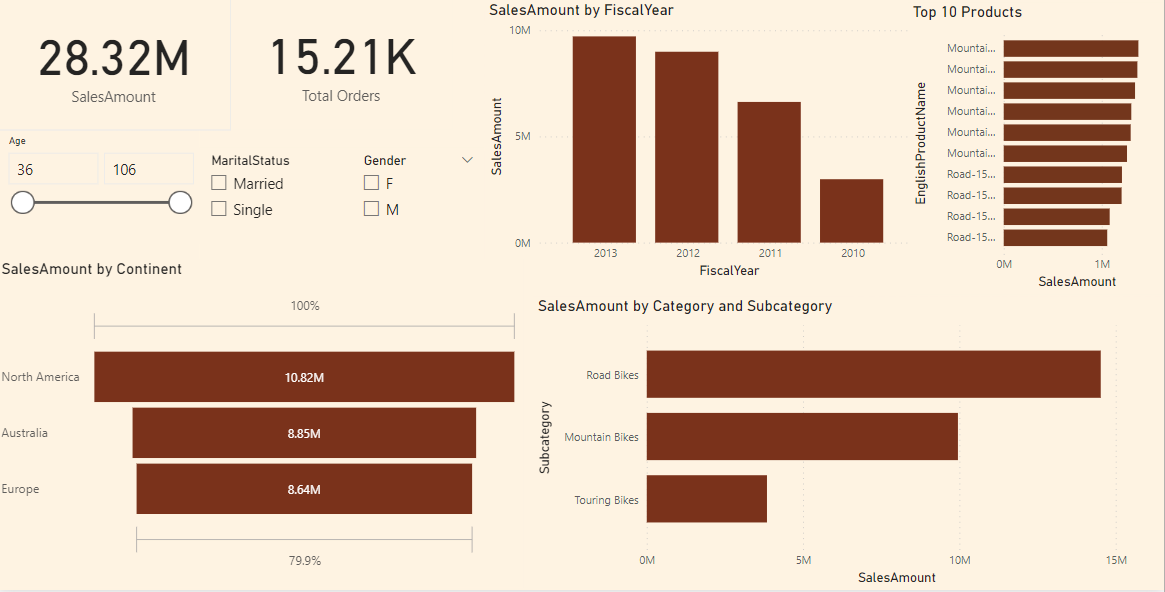 28.32M
SalesAmount
15.21K
Total Orders
Age
36
106
MaritalStatus
Married
Single
Gender
F
M
SalesAmount by FiscalYear
SalesAmount
10M
5M
0M
2013
2012
2011
2010
FiscalYear
Top 10 Products
EnglishProductName
Mountai...
Mountai...
Mountai...
Mountai...
Mountai...
Mountai...
Road-15...
Road-15...
Road-15...
Road-15...
0M
1M
SalesAmount
SalesAmount by Continent
100%
North America
10.82M
Australia
8.85M
Europe
8.64M
79.9%
SalesAmount by Category and Subcategory
Subcategory
Road Bikes
Mountain Bikes
Touring Bikes
0M
5M
10M
15M
SalesAmount